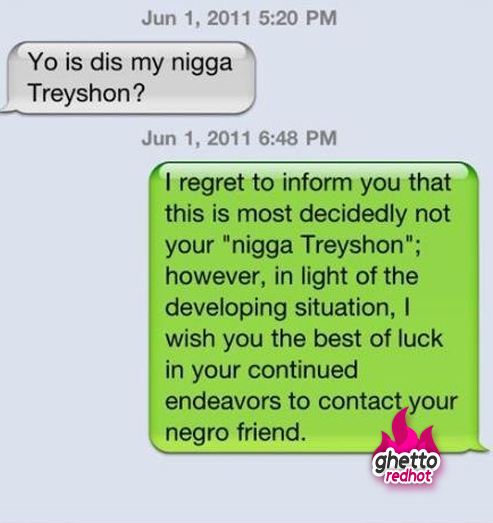 Jun 1, 2011 5:20 PM
Yo is dis my nigga
Treyshon?
Jun 1, 2011 6:48 PM
I regret to inform you that
this is most decidedly not
your "nigga Treyshon";
however, in light of the
developing situation, I
wish you the best of luck
in your continued
endeavors to contact your
negro friend.
ghetto
redhot